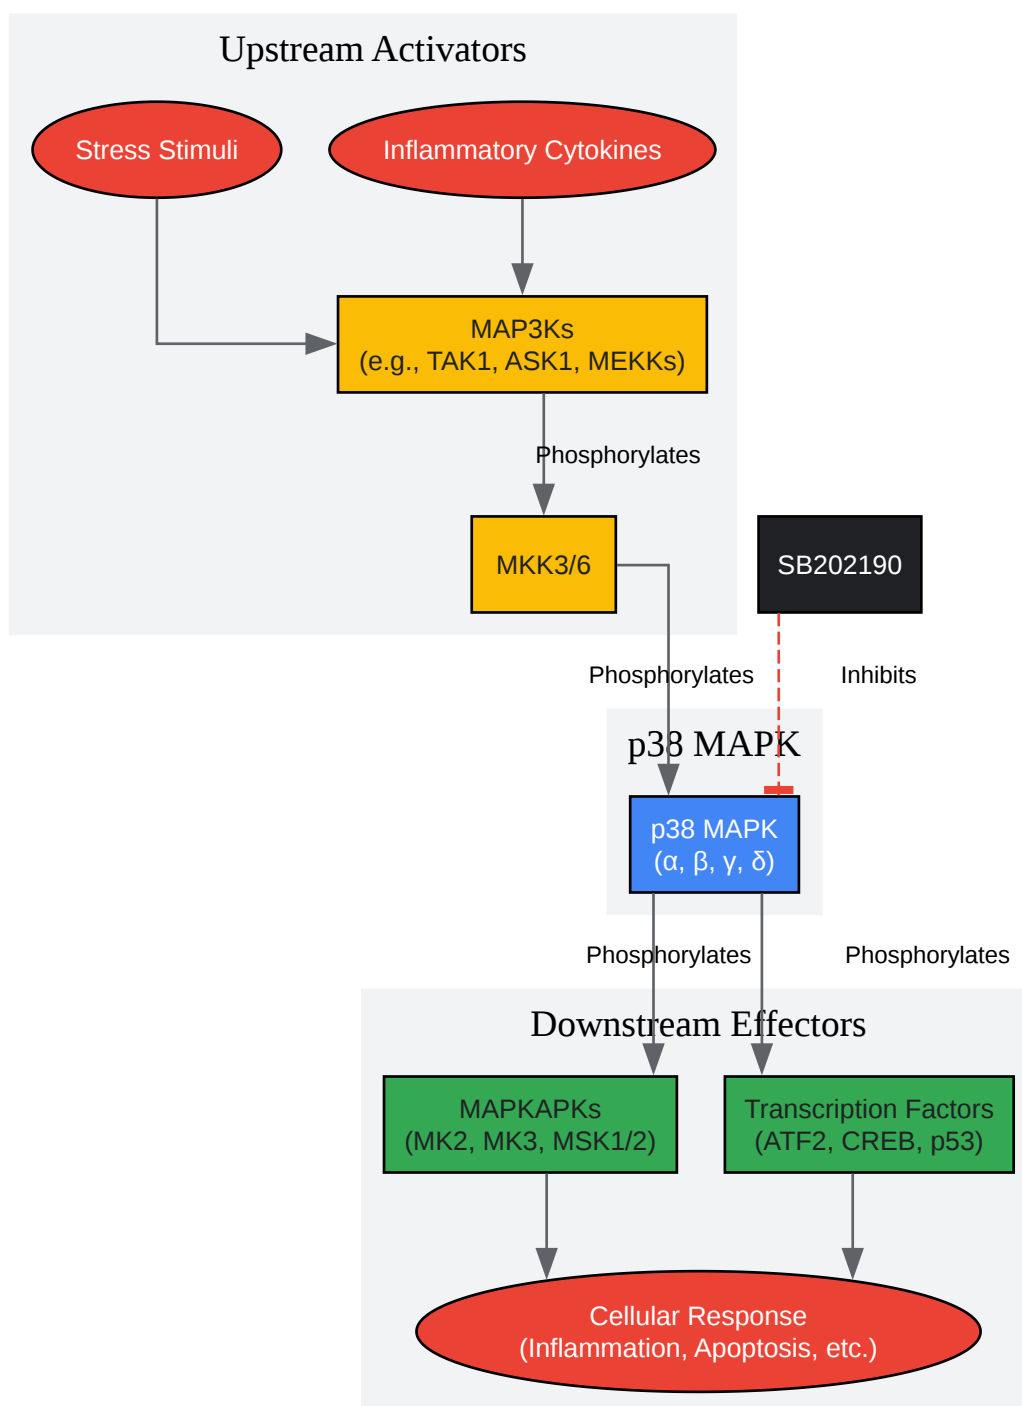 Upstream Activators
Stress Stimuli
Inflammatory Cytokines
MAP3Ks
(e.g., TAK1, ASK1, MEKKs)
Phosphorylates
MKK3/6
SB202190
Phosphorylates
Inhibits
p38 MAPK
p38 MAPK
(α, β, γ, δ)
Phosphorylates
Phosphorylates
Downstream Effectors
MAPKAPKs
(MK2, MK3, MSK1/2)
Transcription Factors
(ATF2, CREB, p53)
Cellular Response
(Inflammation, Apoptosis, etc.)